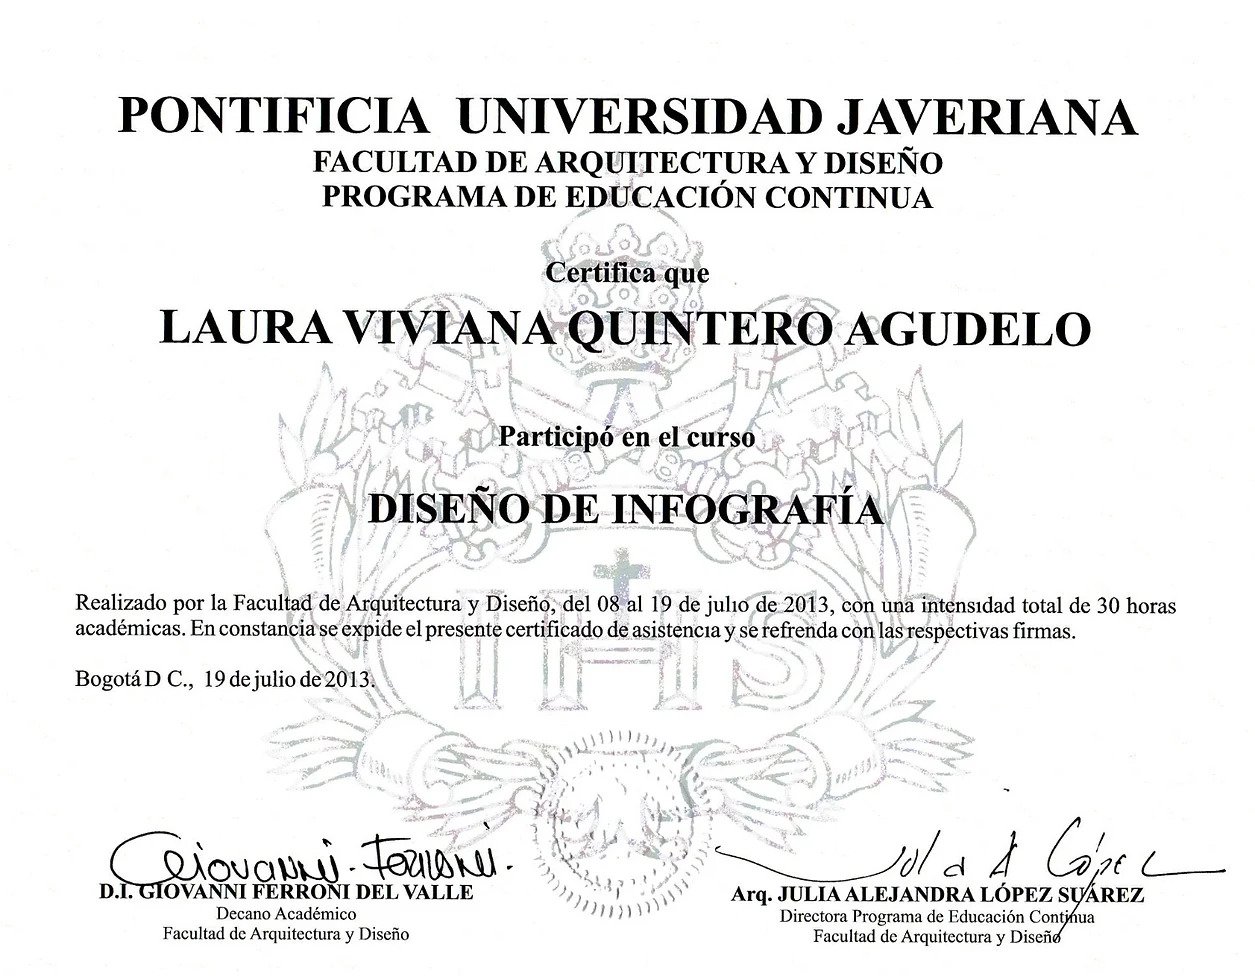 PONTIFICIA UNIVERSIDAD JAVERIANA
FACULTAD DE ARQUITECTURA Y DISEÑO
PROGRAMA DE EDUCACIÓN CONTINUA
Certifica que
LAURA VIVIANA QUINTERO AGUDELO
Participó en el curso
DISEÑO DE INFOGRAFÍA
Realizado por la Facultad de Arquitectura y Diseño, del 08 al 19 de julio de 2013, con una intensidad total de 30 horas
académicas. En constancia se expide el presente certificado de asistencia y se refrenda con las respectivas firmas.
IHS
Bogotá D C., 19 de julio de 2013.
Giovanni Ferroni.
D.I. GIOVANNI FERRONI DEL VALLE
Decano Académico
Facultad de Arquitectura y Diseño
López
Arq. JULIA ALEJANDRA LÓPEZ SUÁREZ
Directora Programa de Educación Continua
Facultad de Arquitectura y Diseño